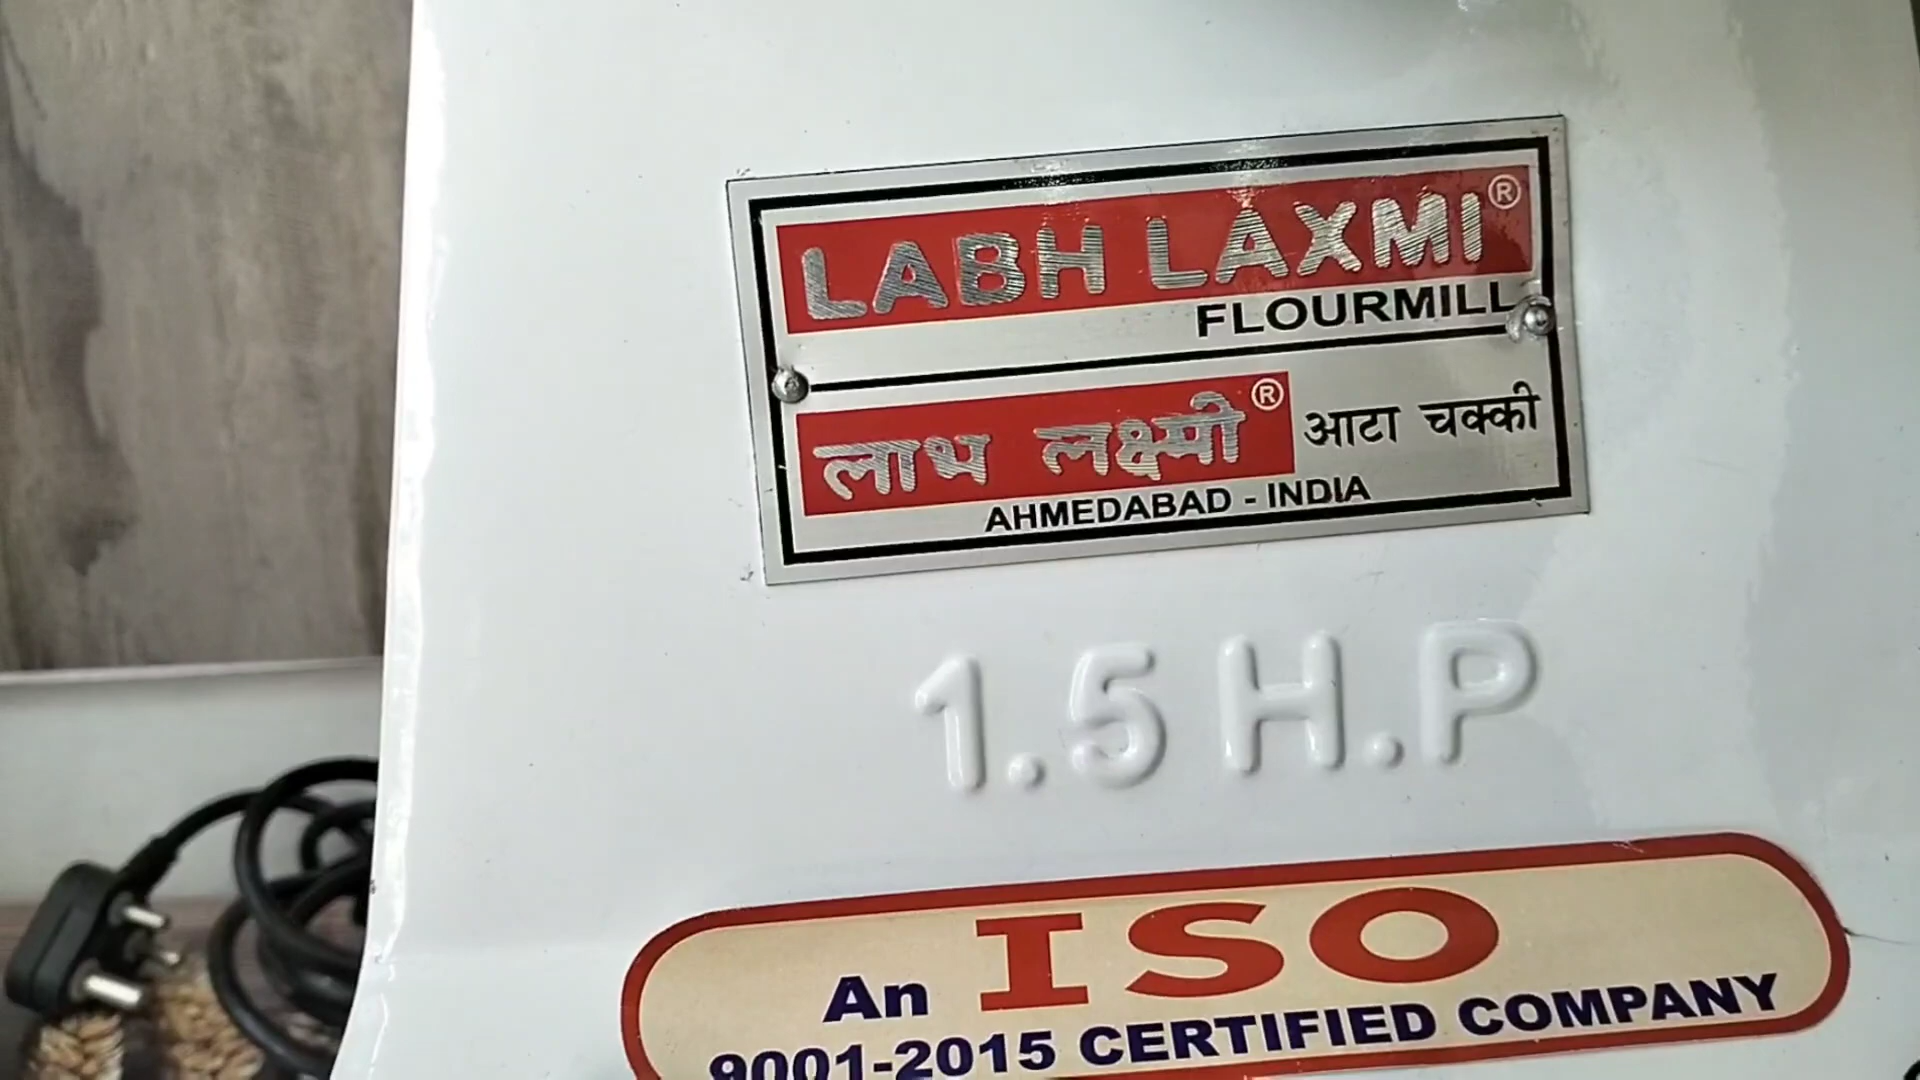 LABH LAXMI®
FLOURMILL
लाभ लक्ष्मी® आटा चक्की
AHMEDABAD - INDIA
1.5 H.P
An ISO
9001-2015 CERTIFIED COMPANY